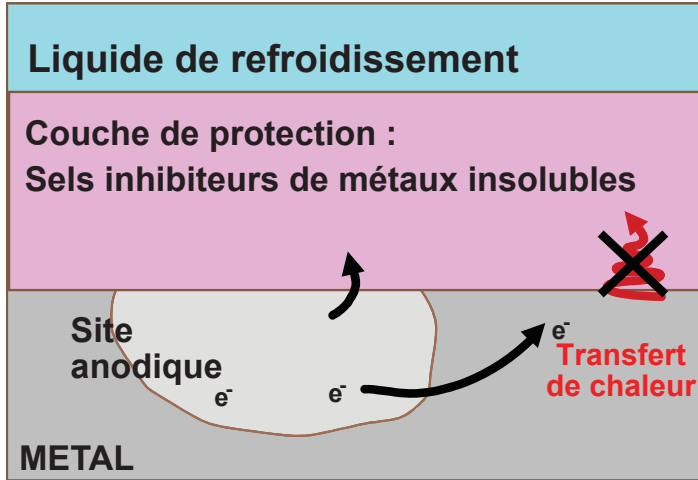 Liquide de refroidissement
Couche de protection :
Sels inhibiteurs de métaux insolubles
Site
anodique
e-
e-
e-
Transfert
de chaleur
METAL